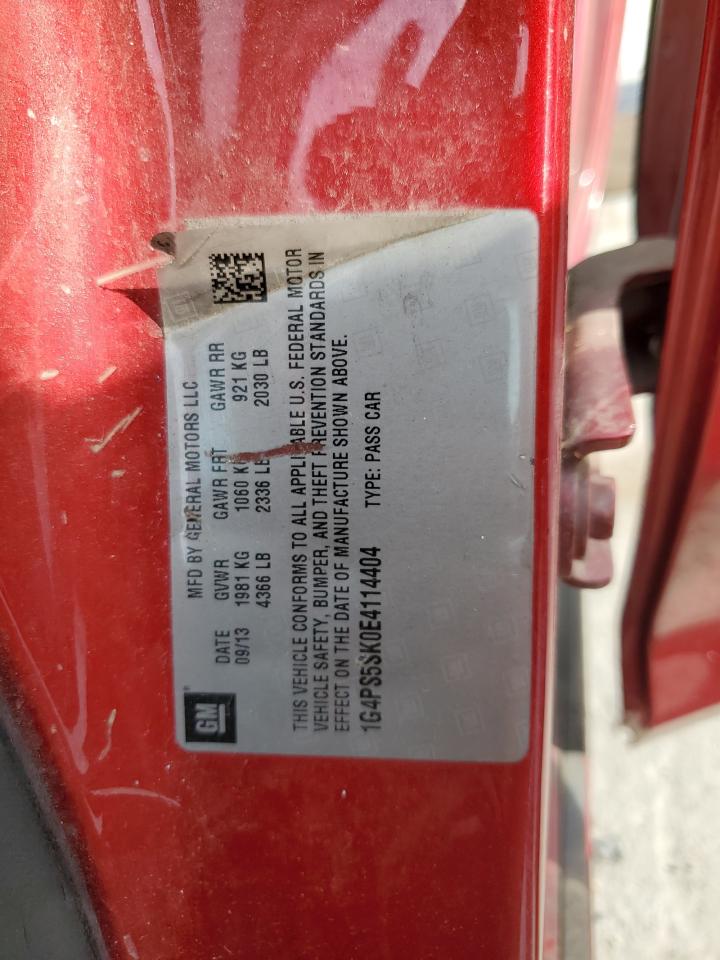 GM
MFD BY GENERAL MOTORS LLC
DATE GVWR GAWR FRT GAWR RR
09/13 1981 KG 1060 KG 921 KG
4366 LB 2336 LB 2030 LB
THIS VEHICLE CONFORMS TO ALL APPLICABLE U.S. FEDERAL MOTOR
VEHICLE SAFETY, BUMPER, AND THEFT PREVENTION STANDARDS IN
EFFECT ON THE DATE OF MANUFACTURE SHOWN ABOVE.
1G4PS5SK0E4114404 TYPE: PASS CAR